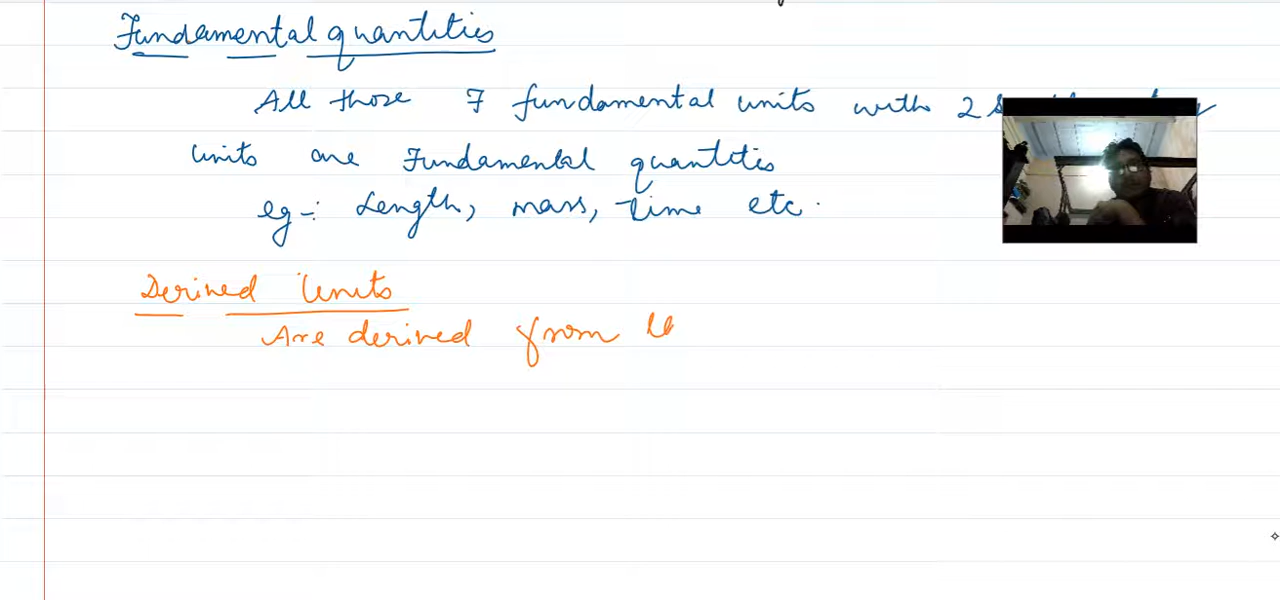 Fundamental quantities
All those 7 fundamental units with 2
units are Fundamental quantities
eg:- Length, mass, time etc.
Derived Units
Are derived from